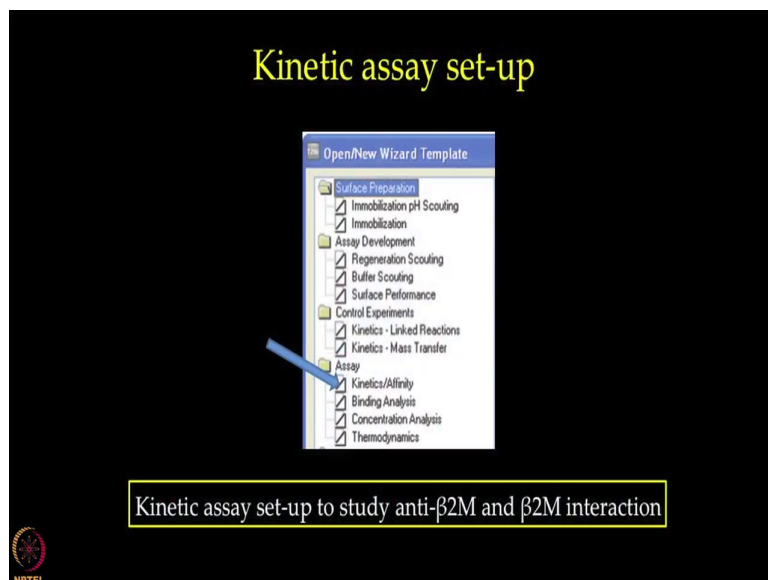 Kinetic assay set-up
Open/New Wizard Template
Surface Preparation
Immobilization pH Scouting
Immobilization
Assay Development
Regeneration Scouting
Buffer Scouting
Surface Performance
Control Experiments
Kinetics - Linked Reactions
Kinetics - Mass Transfer
Assay
Kinetics/Affinity
Binding Analysis
Concentration Analysis
Thermodynamics
Kinetic assay set-up to study anti-β2M and β2M interaction
NPTEL